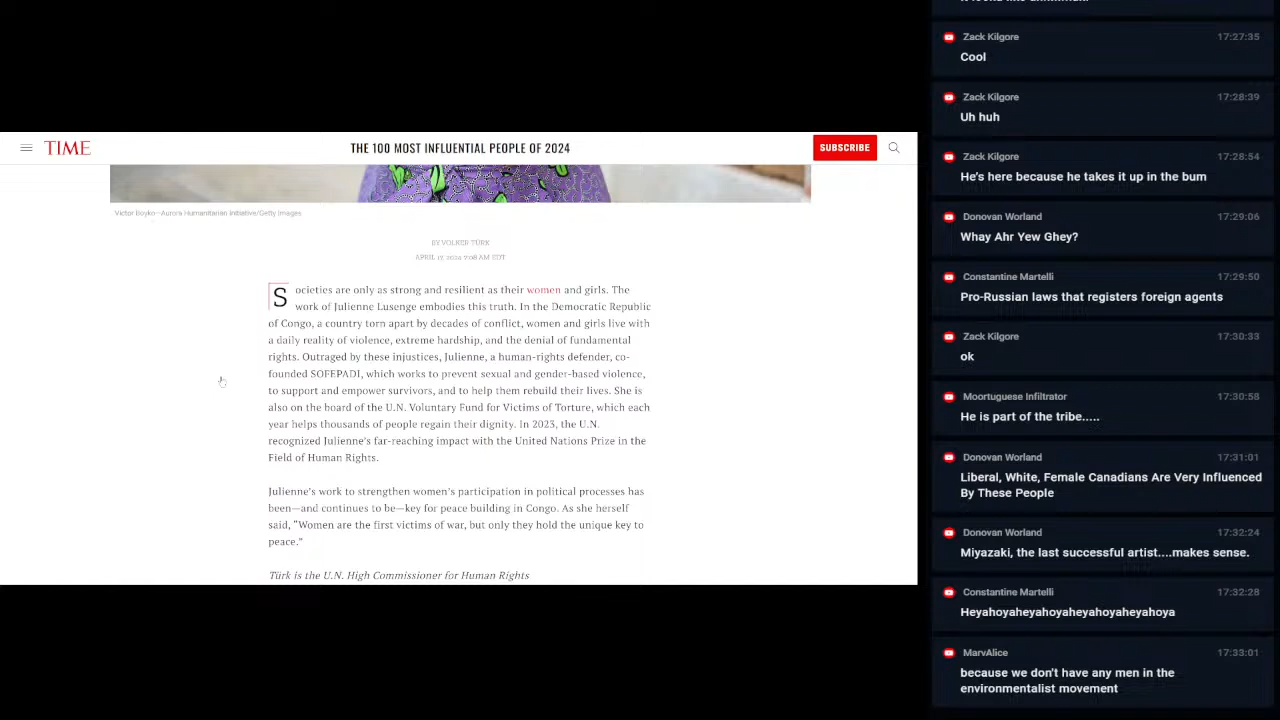 TIME
THE 100 MOST INFLUENTIAL PEOPLE OF 2024
SUBSCRIBE
Victor Boyko—Aurora Humanitarian Initiative/Getty Images
BY VOLKER TÜRK
APRIL 17, 2024 7:08 AM EDT
Societies are only as strong and resilient as their women and girls. The
work of Julienne Lusenge embodies this truth. In the Democratic Republic
of Congo, a country torn apart by decades of conflict, women and girls live with
a daily reality of violence, extreme hardship, and the denial of fundamental
rights. Outraged by these injustices, Julienne, a human-rights defender, co-
founded SOFEPADI, which works to prevent sexual and gender-based violence,
to support and empower survivors, and to help them rebuild their lives. She is
also on the board of the U.N. Voluntary Fund for Victims of Torture, which each
year helps thousands of people regain their dignity. In 2023, the U.N.
recognized Julienne's far-reaching impact with the United Nations Prize in the
Field of Human Rights.
Julienne's work to strengthen women's participation in political processes has
been—and continues to be—key for peace building in Congo. As she herself
said, "Women are the first victims of war, but only they hold the unique key to
peace."
Türk is the U.N. High Commissioner for Human Rights
Zack Kilgore 17:27:35
Cool
Zack Kilgore 17:28:39
Uh huh
Zack Kilgore 17:28:54
He's here because he takes it up in the bum
Donovan Worland 17:29:06
Whay Ahr Yew Ghey?
Constantine Martelli 17:29:50
Pro-Russian laws that registers foreign agents
Zack Kilgore 17:30:33
ok
Moortuguese Infiltrator 17:30:58
He is part of the tribe.....
Donovan Worland 17:31:01
Liberal, White, Female Canadians Are Very Influenced
By These People
Donovan Worland 17:32:24
Miyazaki, the last successful artist....makes sense.
Constantine Martelli 17:32:28
Heyahoyaheyahoyaheyahoyaheyahoya
MarvAlice 17:33:01
because we don't have any men in the
environmentalist movement